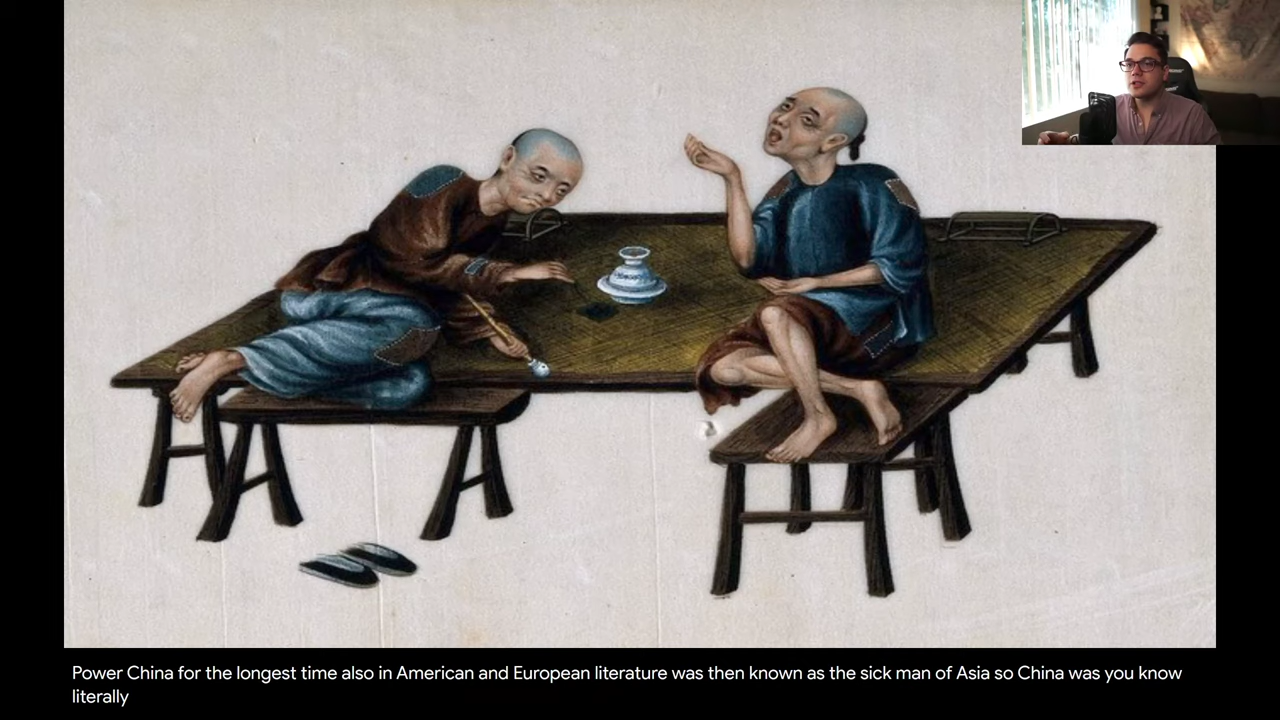 Power China for the longest time also in American and European literature was then known as the sick man of Asia so China was you know
literally